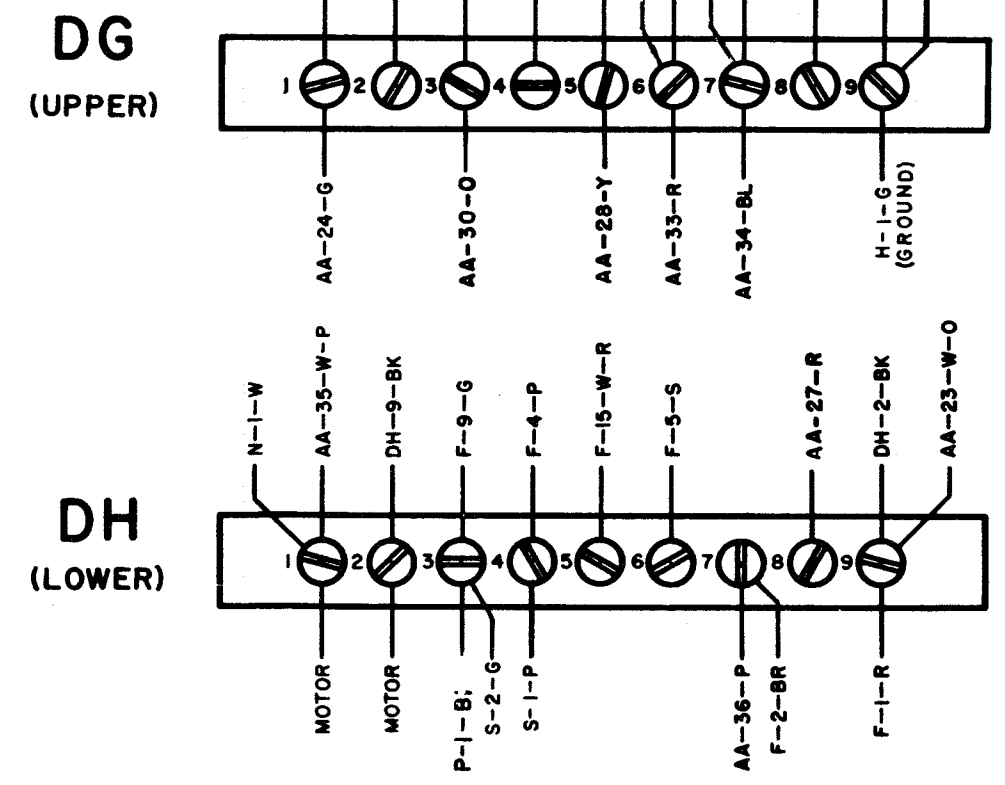 DG
(UPPER)
1 2 3 4 5 6 7 8 9
AA-24-G
AA-30-O
AA-28-Y
AA-33-R
AA-34-BL
H-1-G
(GROUND)
N-1-W
AA-35-W-P
DH-9-BK
F-9-G
F-4-P
F-15-W-R
F-5-S
AA-27-R
DH-2-BK
AA-23-W-O
DH
(LOWER)
1 2 3 4 5 6 7 8 9
MOTOR
MOTOR
S-2-G
S-1-P
AA-36-P
F-2-BR
F-1-R